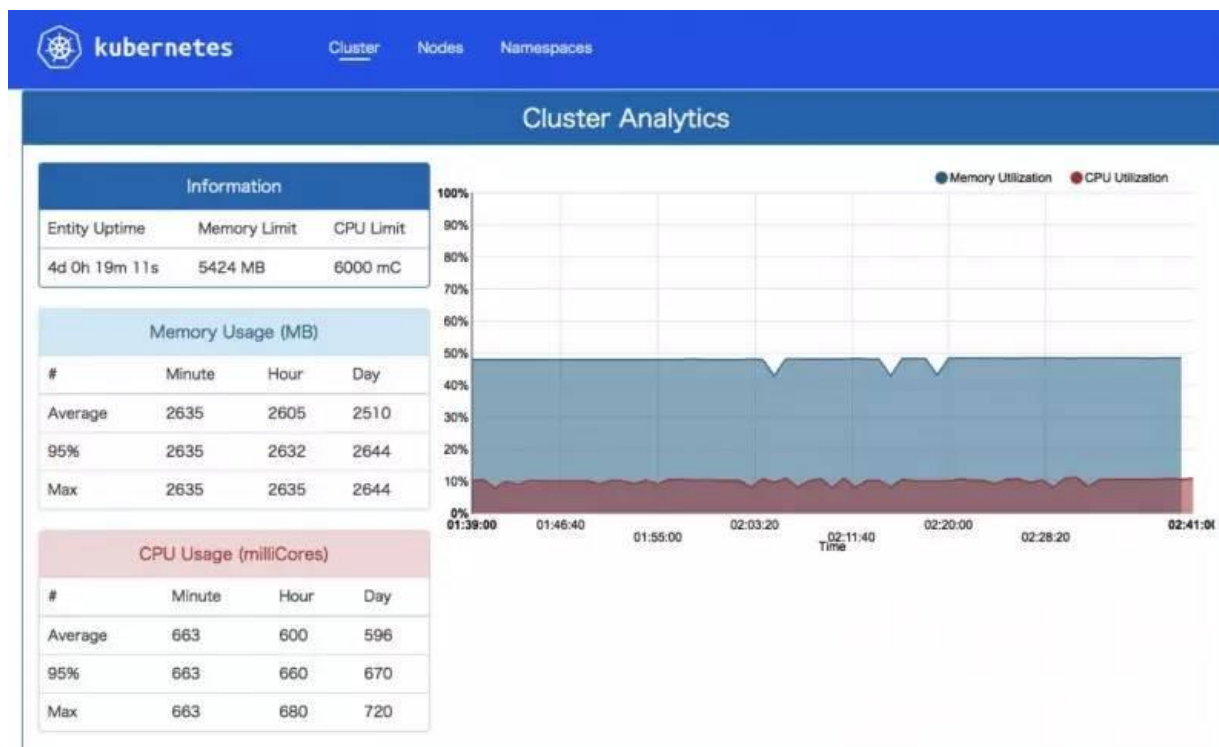 kubernetes Cluster Nodes Namespaces
Cluster Analytics
Information
Entity Uptime Memory Limit CPU Limit
4d 0h 19m 11s 5424 MB 6000 mC
Memory Usage (MB)
# Minute Hour Day
Average 2635 2605 2510
95% 2635 2632 2644
Max 2635 2635 2644
CPU Usage (milliCores)
# Minute Hour Day
Average 663 600 596
95% 663 660 670
Max 663 680 720
Memory Utilization CPU Utilization
100%
90%
80%
70%
60%
50%
40%
30%
20%
10%
0%
01:39:00 01:46:40 01:55:00 02:03:20 02:11:40 02:20:00 02:28:20 02:41:00
Time